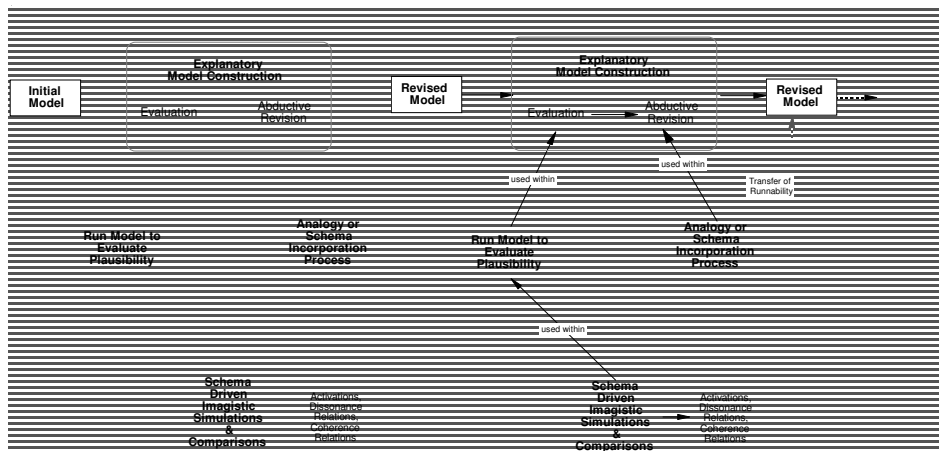 Initial
Model
Explanatory
Model Construction
Evaluation
Abductive
Revision
Revised
Model
Explanatory
Model Construction
Evaluation
Abductive
Revision
Revised
Model
used within
used within
Transfer of
Runnability
Run Model to
Evaluate
Plausibility
Analogy or
Schema
Incorporation
Process
Run Model to
Evaluate
Plausibility
Analogy or
Schema
Incorporation
Process
used within
Schema
Driven
Imagistic
Simulations
&
Comparisons
Activations,
Dissonance
Relations,
Coherence
Relations
Schema
Driven
Imagistic
Simulations
&
Comparisons
Activations,
Dissonance
Relations,
Coherence
Relations